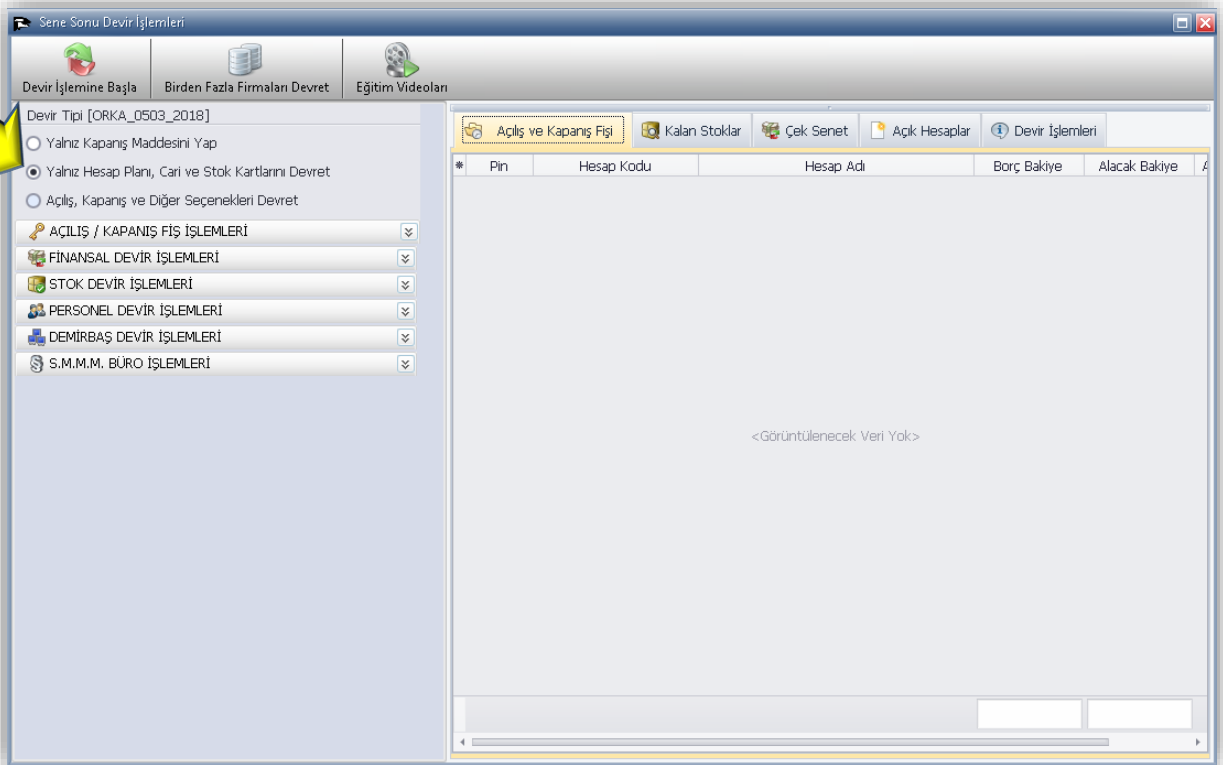 Sene Sonu Devir İşlemleri
Devir İşlemine Başla
Birden Fazla Firmaları Devret
Eğitim Videoları
Devir Tipi [ORKA_0503_2018]
Yalnız Kapanış Maddesini Yap
Yalnız Hesap Planı, Cari ve Stok Kartlarını Devret
Açılış, Kapanış ve Diğer Seçenekleri Devret
AÇILIŞ / KAPANIŞ FİŞ İŞLEMLERİ
FİNANSAL DEVİR İŞLEMLERİ
STOK DEVİR İŞLEMLERİ
PERSONEL DEVİR İŞLEMLERİ
DEMİRBAŞ DEVİR İŞLEMLERİ
S.M.M.M. BÜRO İŞLEMLERİ
Açılış ve Kapanış Fişi
Kalan Stoklar
Çek Senet
Açık Hesaplar
Devir İşlemleri
Pin
Hesap Kodu
Hesap Adı
Borç Bakiye
Alacak Bakiye
<Görüntülenecek Veri Yok>